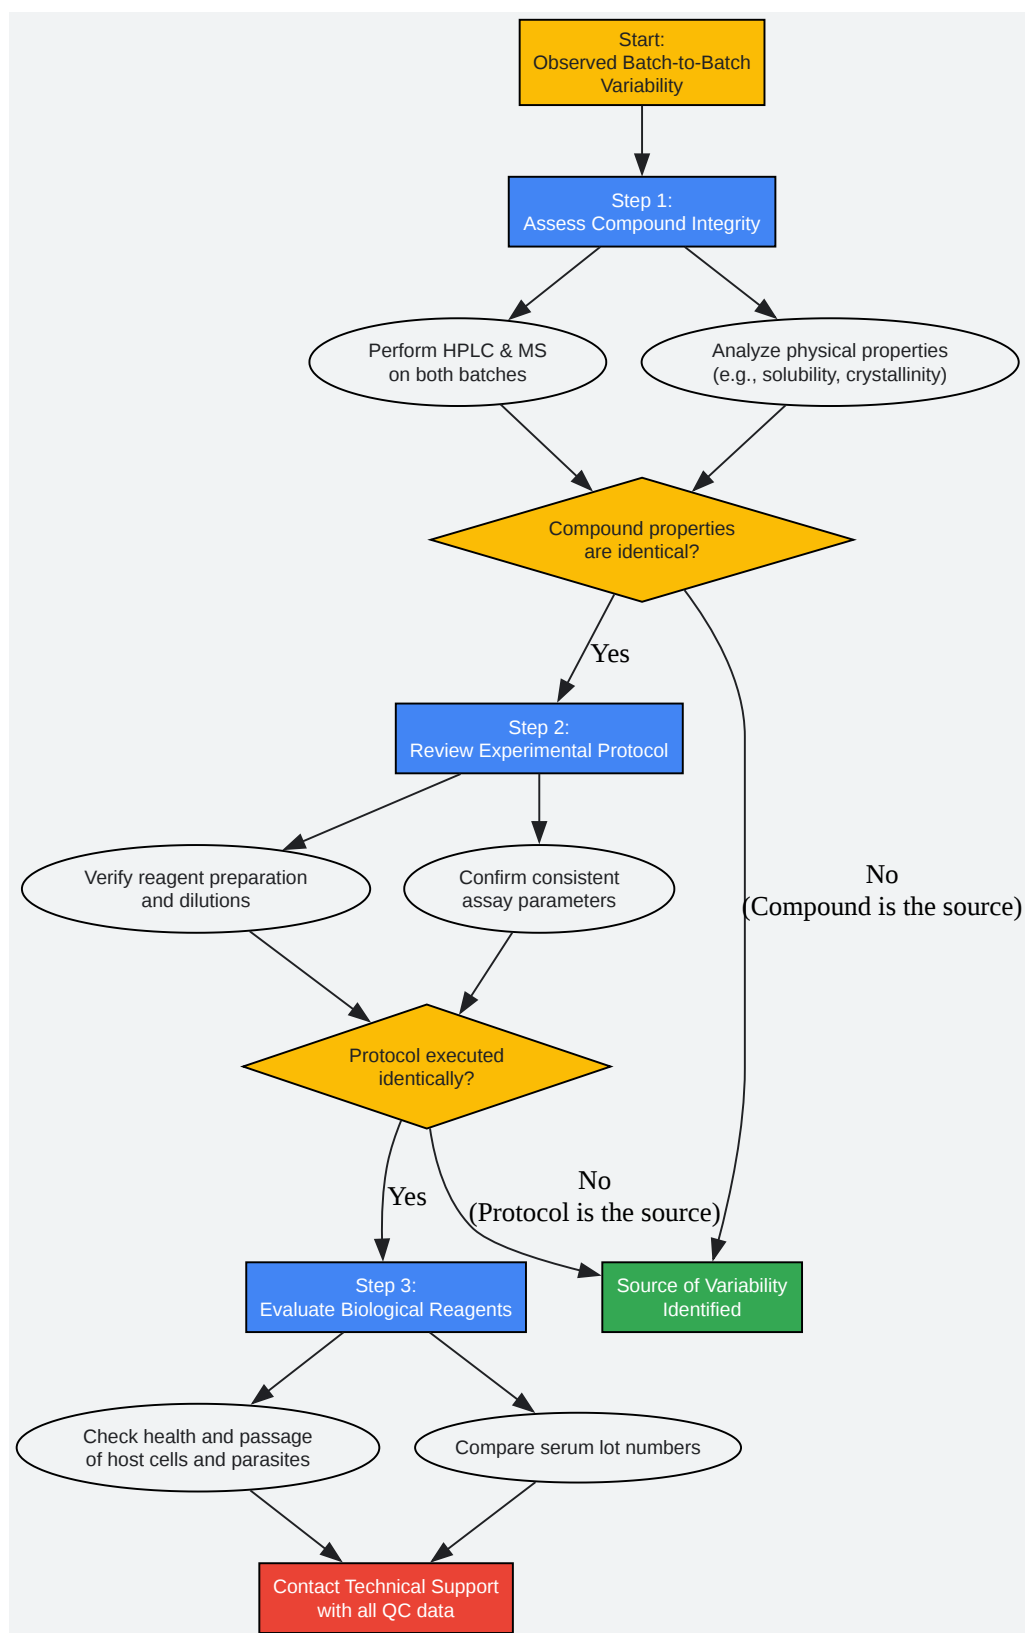 Start:
Observed Batch-to-Batch
Variability
Step 1:
Assess Compound Integrity
Perform HPLC & MS
on both batches
Analyze physical properties
(e.g., solubility, crystallinity)
Compound properties
are identical?
Yes
Step 2:
Review Experimental Protocol
No
(Compound is the source)
Verify reagent preparation
and dilutions
Confirm consistent
assay parameters
Protocol executed
identically?
Yes
No
(Protocol is the source)
Step 3:
Evaluate Biological Reagents
Source of Variability
Identified
Check health and passage
of host cells and parasites
Compare serum lot numbers
Contact Technical Support
with all QC data